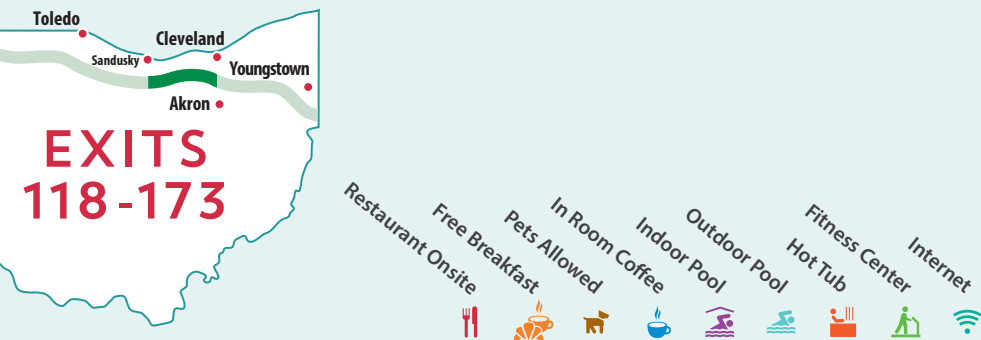 Toledo
Cleveland
Sandusky
Youngstown
Akron
EXITS
118-173
Restaurant Onsite
Free Breakfast
Pets Allowed
In Room Coffee
Indoor Pool
Outdoor Pool
Hot Tub
Fitness Center
Internet